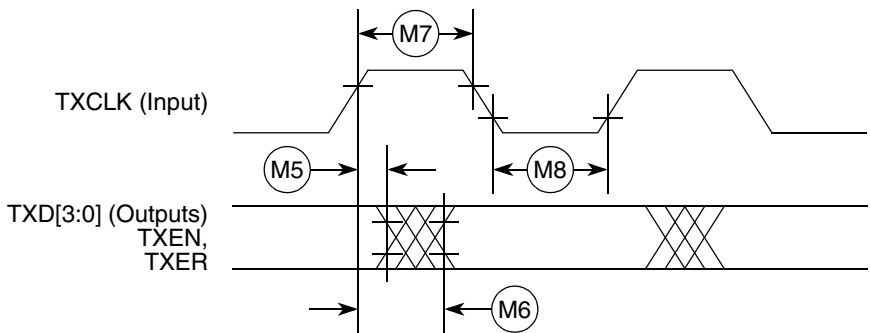 M7
TXCLK (Input)
M5
M8
TXD[3:0] (Outputs)
TXEN,
TXER
M6